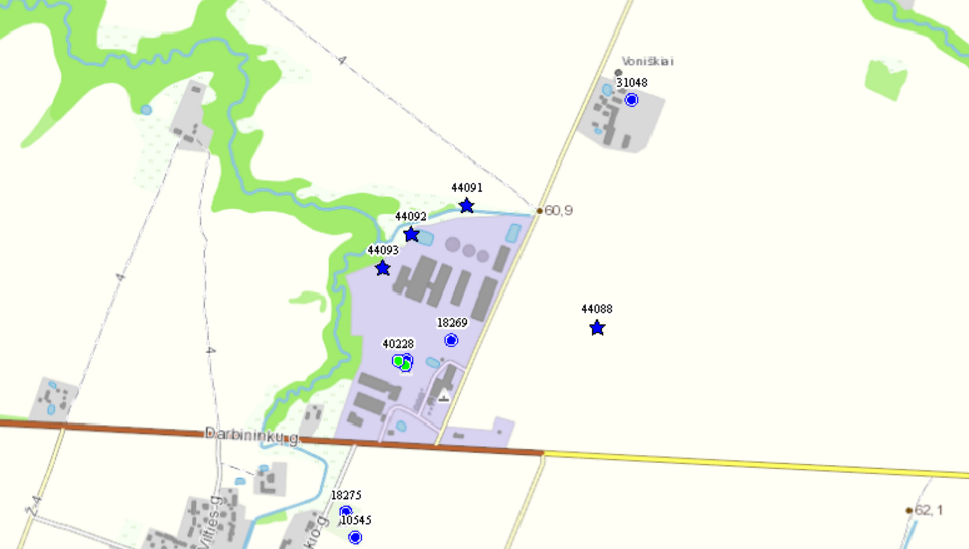 4
Voniškiai
31048
44091
60,9
44092
44093
4
44088
18269
4
40228
Darbininkų g.
18275
62,1
Z-4
Vilties g.
10545
kio g.